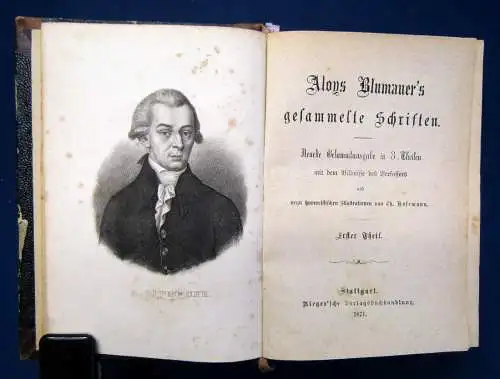 Aloys Blumauer's
gesammelte Schriften.
Neueste Gesammtausgabe in 3 Theilen
mit dem Bildnisse des Verfassers
und
neun humoristischen Illustrationen von Th. Hosemann.
Erster Theil.
Stuttgart.
Rieger'sche Verlagsbuchhandlung.
1871.